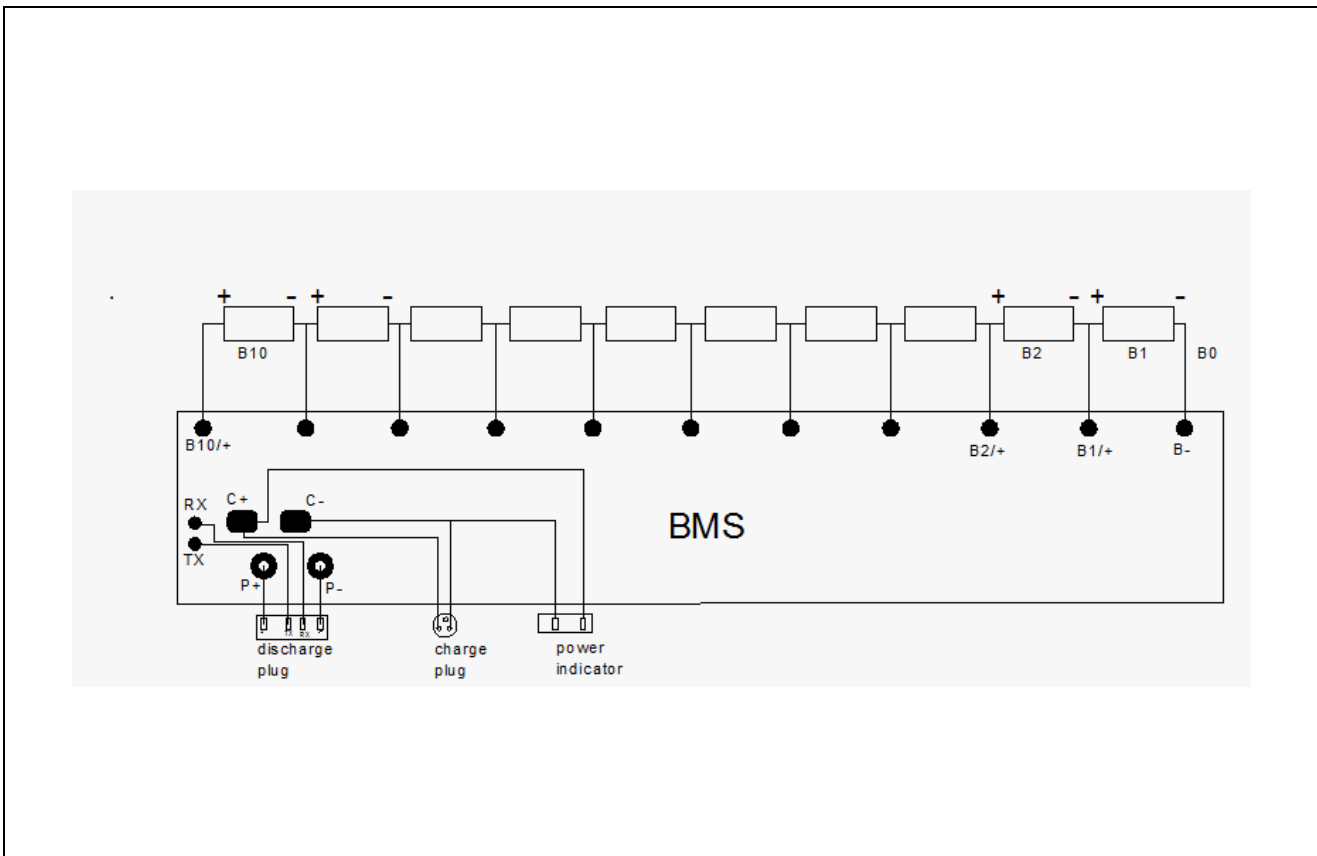 + - + - + - + -
B10 B2 B1 B0
B10/+ B2/+ B1/+ B-
RX C+ C-
BMS
TX
P+ P-
TX RX
discharge charge power
plug plug indicator